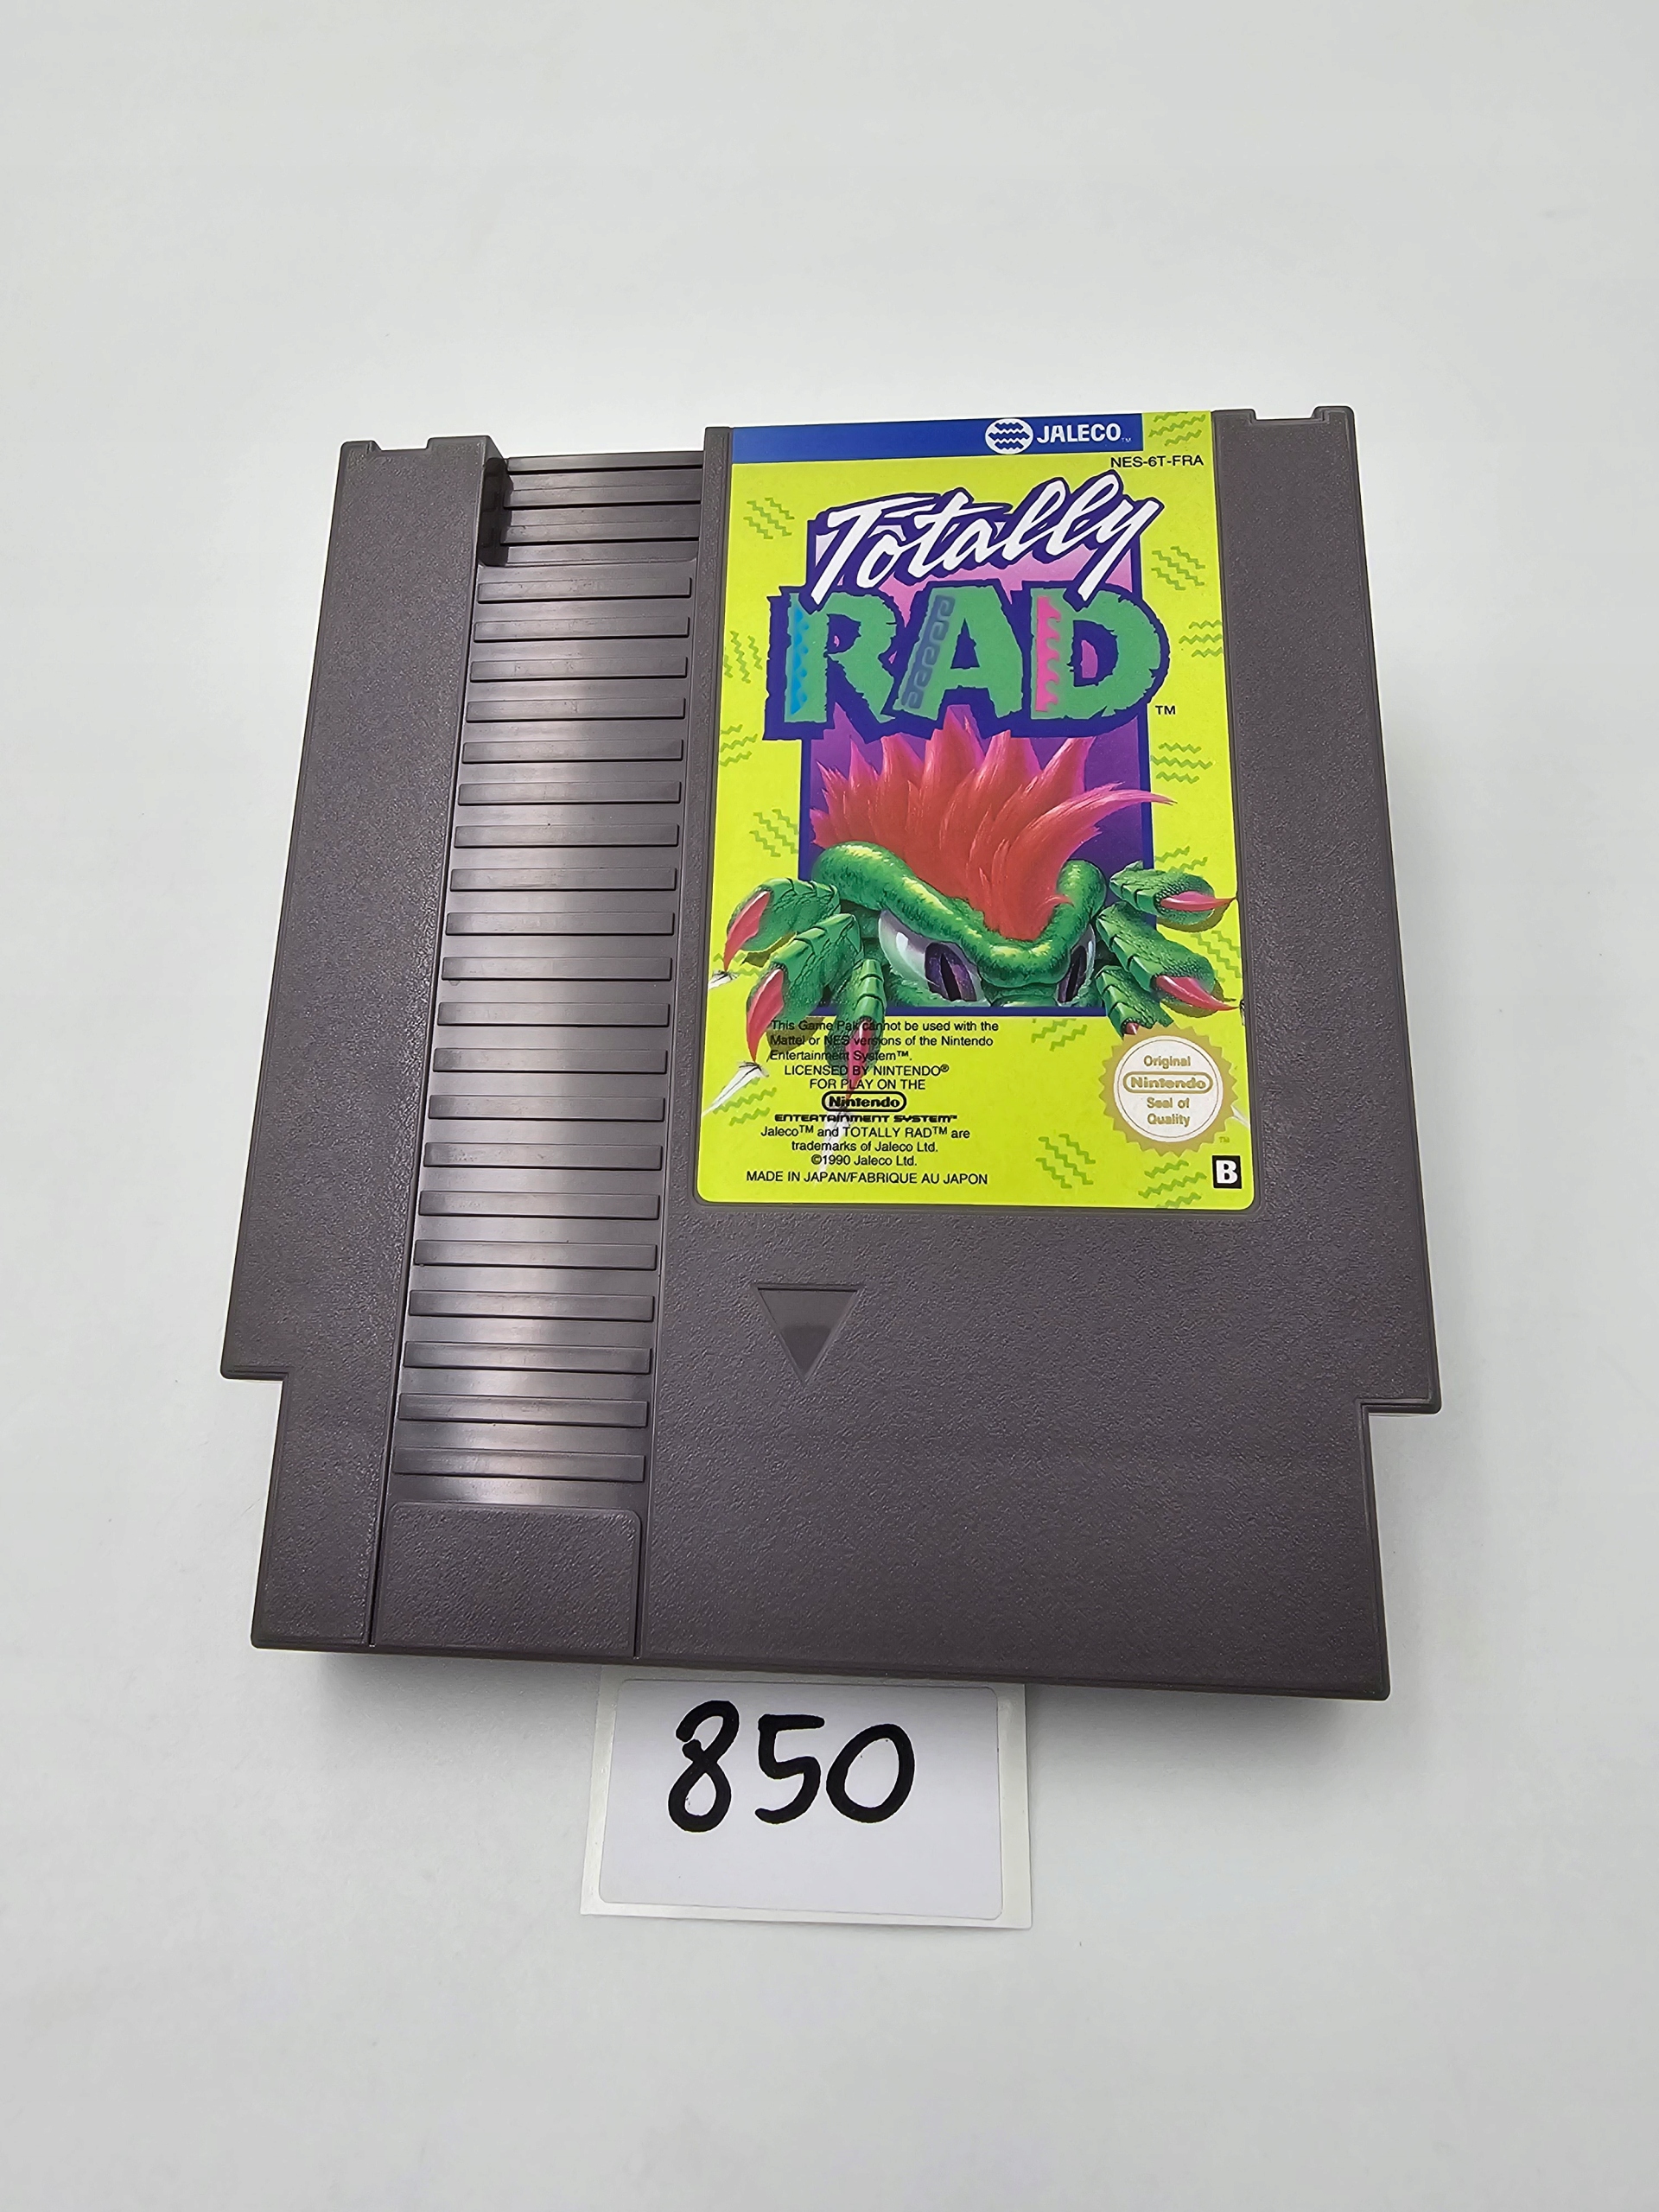 JALECO™
NES-6T-FRA
Totally
RAD™
This Game Pak cannot be used with the
Mattel or NES versions of the Nintendo
Entertainment System™.
LICENSED BY NINTENDO®
FOR PLAY ON THE
Nintendo
ENTERTAINMENT SYSTEM™
Jaleco™ and TOTALLY RAD™ are
trademarks of Jaleco Ltd.
©1990 Jaleco Ltd.
MADE IN JAPAN/FABRIQUE AU JAPON
Original
Nintendo
Seal of
Quality
TM
B
850